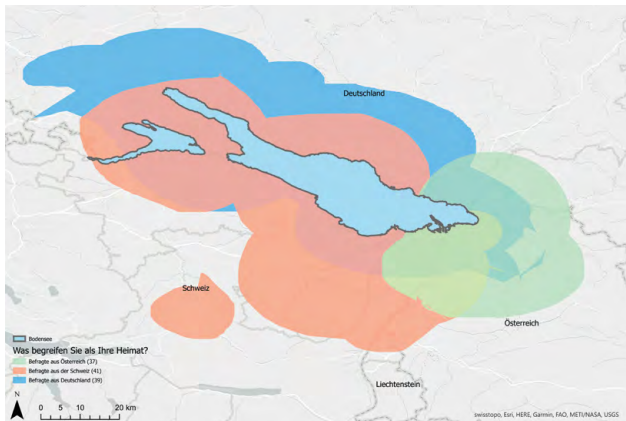 Deutschland
Schweiz
Österreich
Liechtenstein
Bodensee
Was begreifen Sie als Ihre Heimat?
Befragte aus Österreich (37)
Befragte aus der Schweiz (41)
Befragte aus Deutschland (39)
N
0 5 10 20 km
swisstopo, Esri, HERE, Garmin, FAO, METI/NASA, USGS